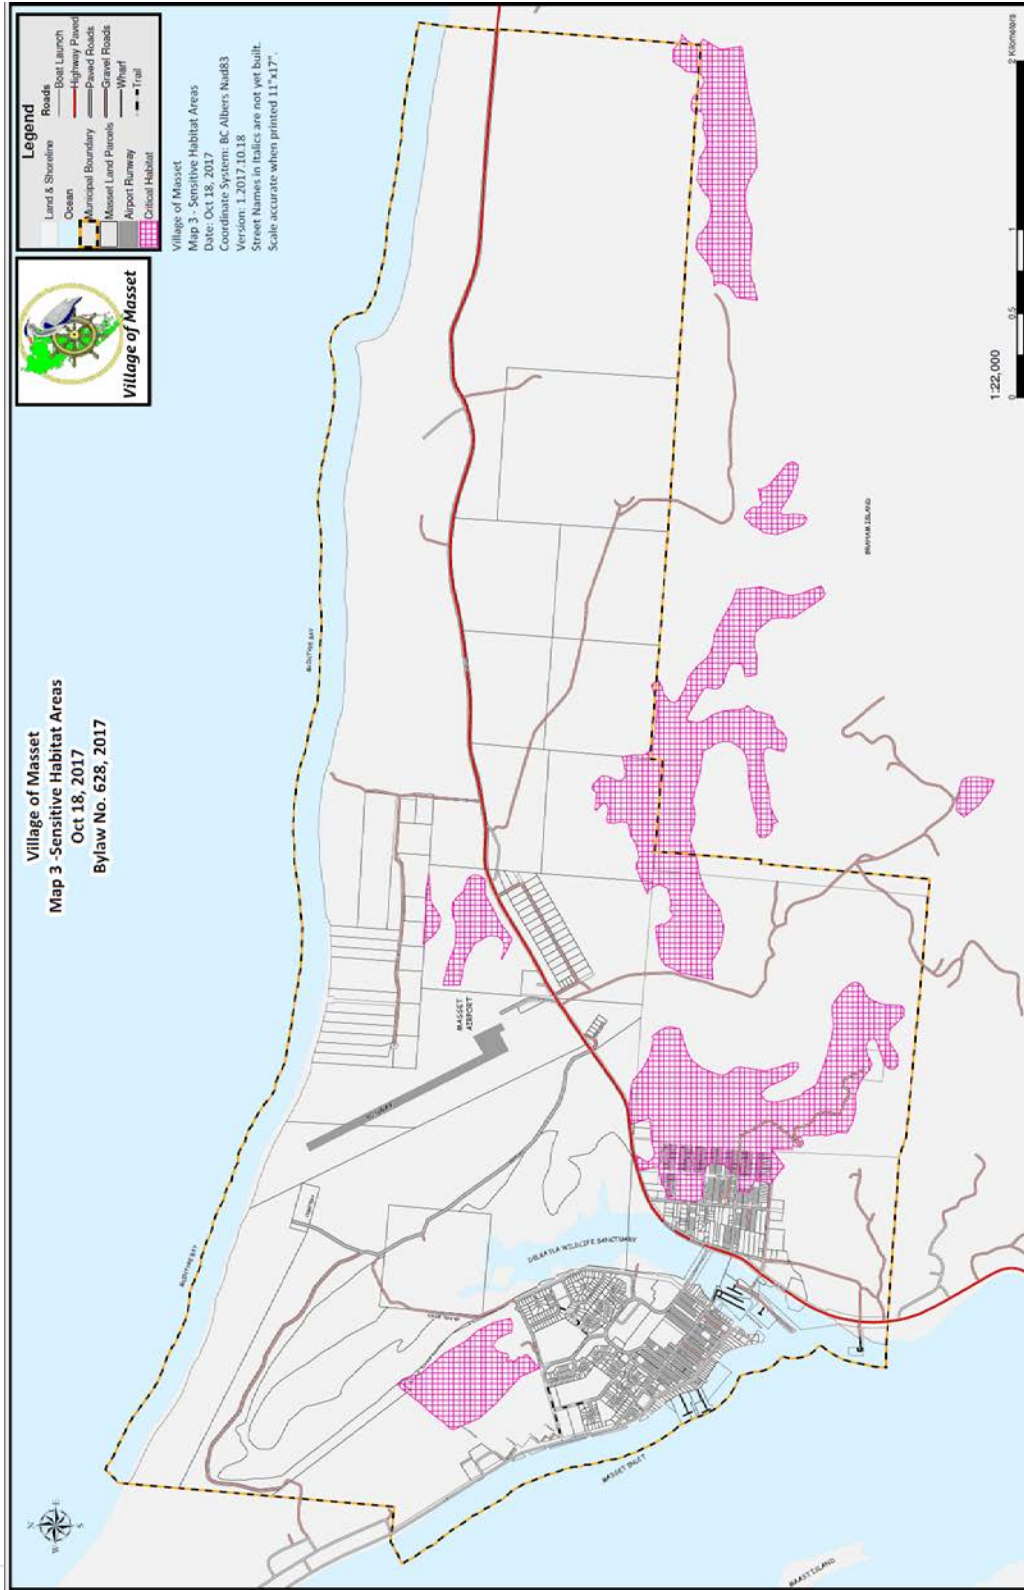 Village of Masset
Map 3 -Sensitive Habitat Areas
Oct 18, 2017
Bylaw No. 628, 2017
Village of Masset
Legend
Land & Shoreline
Ocean
Municipal Boundary
Masset Land Parcels
Airport Runway
Critical Habitat
Roads
Boat Launch
Highway Paved
Paved Roads
Gravel Roads
Wharf
Trail
Village of Masset
Map 3 - Sensitive Habitat Areas
Date: Oct 18, 2017
Coordinate System: BC Albers Nad83
Version: 1.2017.10.18
Street Names in Italics are not yet built.
Scale accurate when printed 11"x17".
N
E
S
W
MASSET
AIRPORT
RUNWAY
DELKATLA WILDLIFE SANCTUARY
MASSET INLET
GRAHAM ISLAND
1:22,000
0 0.5 1 2 Kilometers